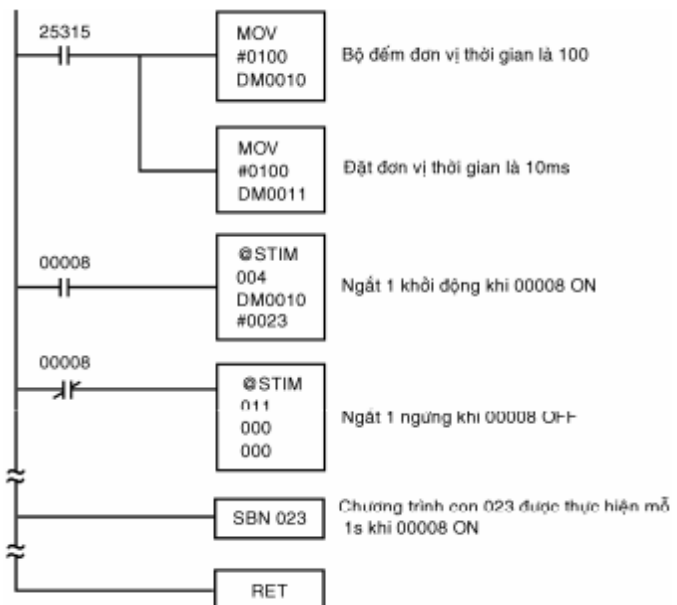 25315
MOV
#0100
DM0010
Bộ đếm đơn vị thời gian là 100
MOV
#0100
DM0011
Đặt đơn vị thời gian là 10ms
00008
@STIM
004
DM0010
#0023
Ngắt 1 khởi động khi 00008 ON
00008
@STIM
011
000
000
Ngắt 1 ngừng khi 00008 OFF
SBN 023
Chương trình con 023 được thực hiện mỗ
1s khi 00008 ON
RET